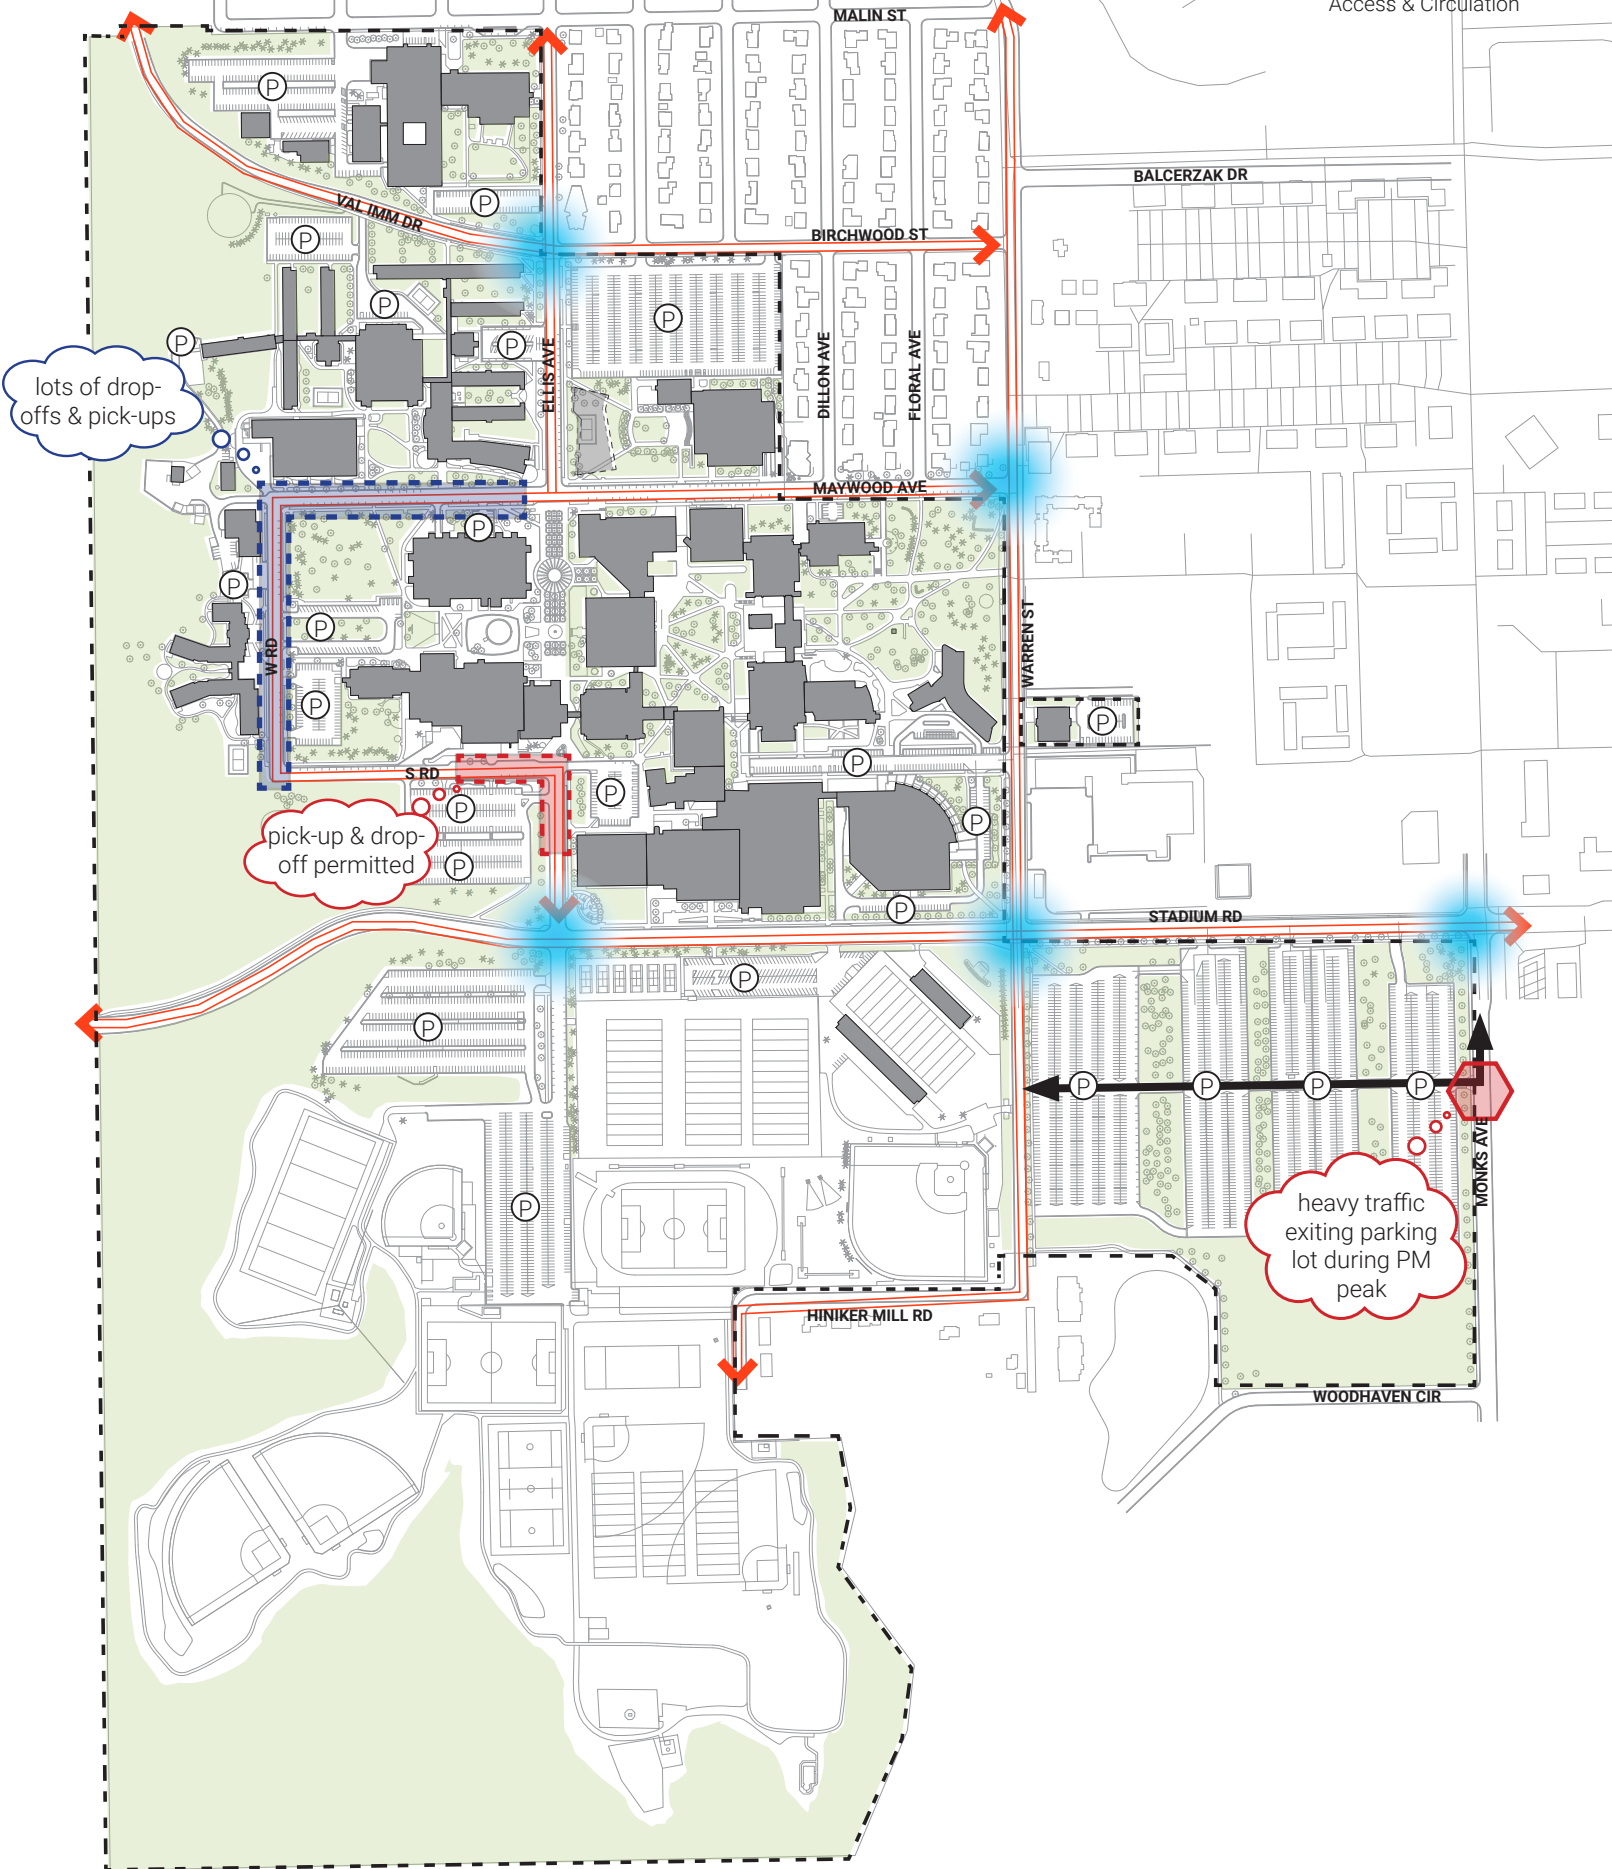 Access & Circulation
MALIN ST
P
BALCERZAK DR
P
VAL IMM DR
BIRCHWOOD ST
P
P
P
P
P
ELLIS AVE
DILLON AVE
FLORAL AVE
lots of drop-
offs & pick-ups
MAYWOOD AVE
P
P
P
W RD
WARREN ST
P
P
P
S RD
P
P
P
pick-up & drop-
off permitted
P
P
STADIUM RD
P
P
P
P
P
P
MONKS AVE
P
heavy traffic
exiting parking
lot during PM
peak
HINIKER MILL RD
WOODHAVEN CIR